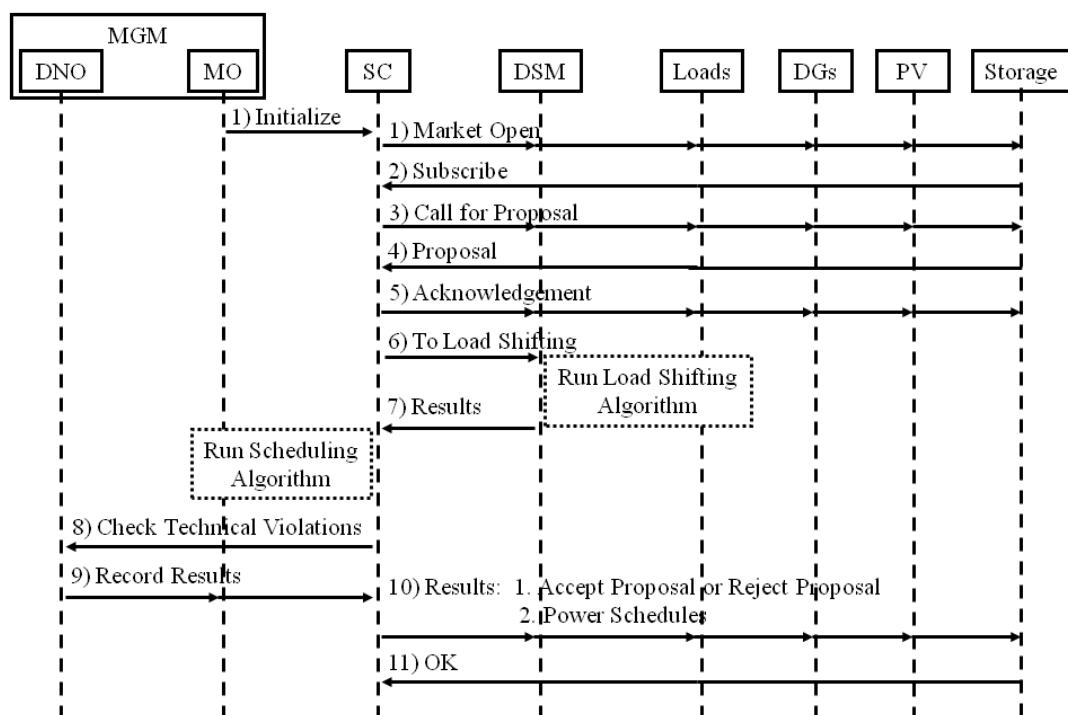 MGM
DNO
MO
SC
DSM
Loads
DGs
PV
Storage
1) Initialize
1) Market Open
2) Subscribe
3) Call for Proposal
4) Proposal
5) Acknowledgement
6) To Load Shifting
Run Load Shifting
Algorithm
7) Results
Run Scheduling
Algorithm
8) Check Technical Violations
9) Record Results
10) Results: 1. Accept Proposal or Reject Proposal
2. Power Schedules
11) OK